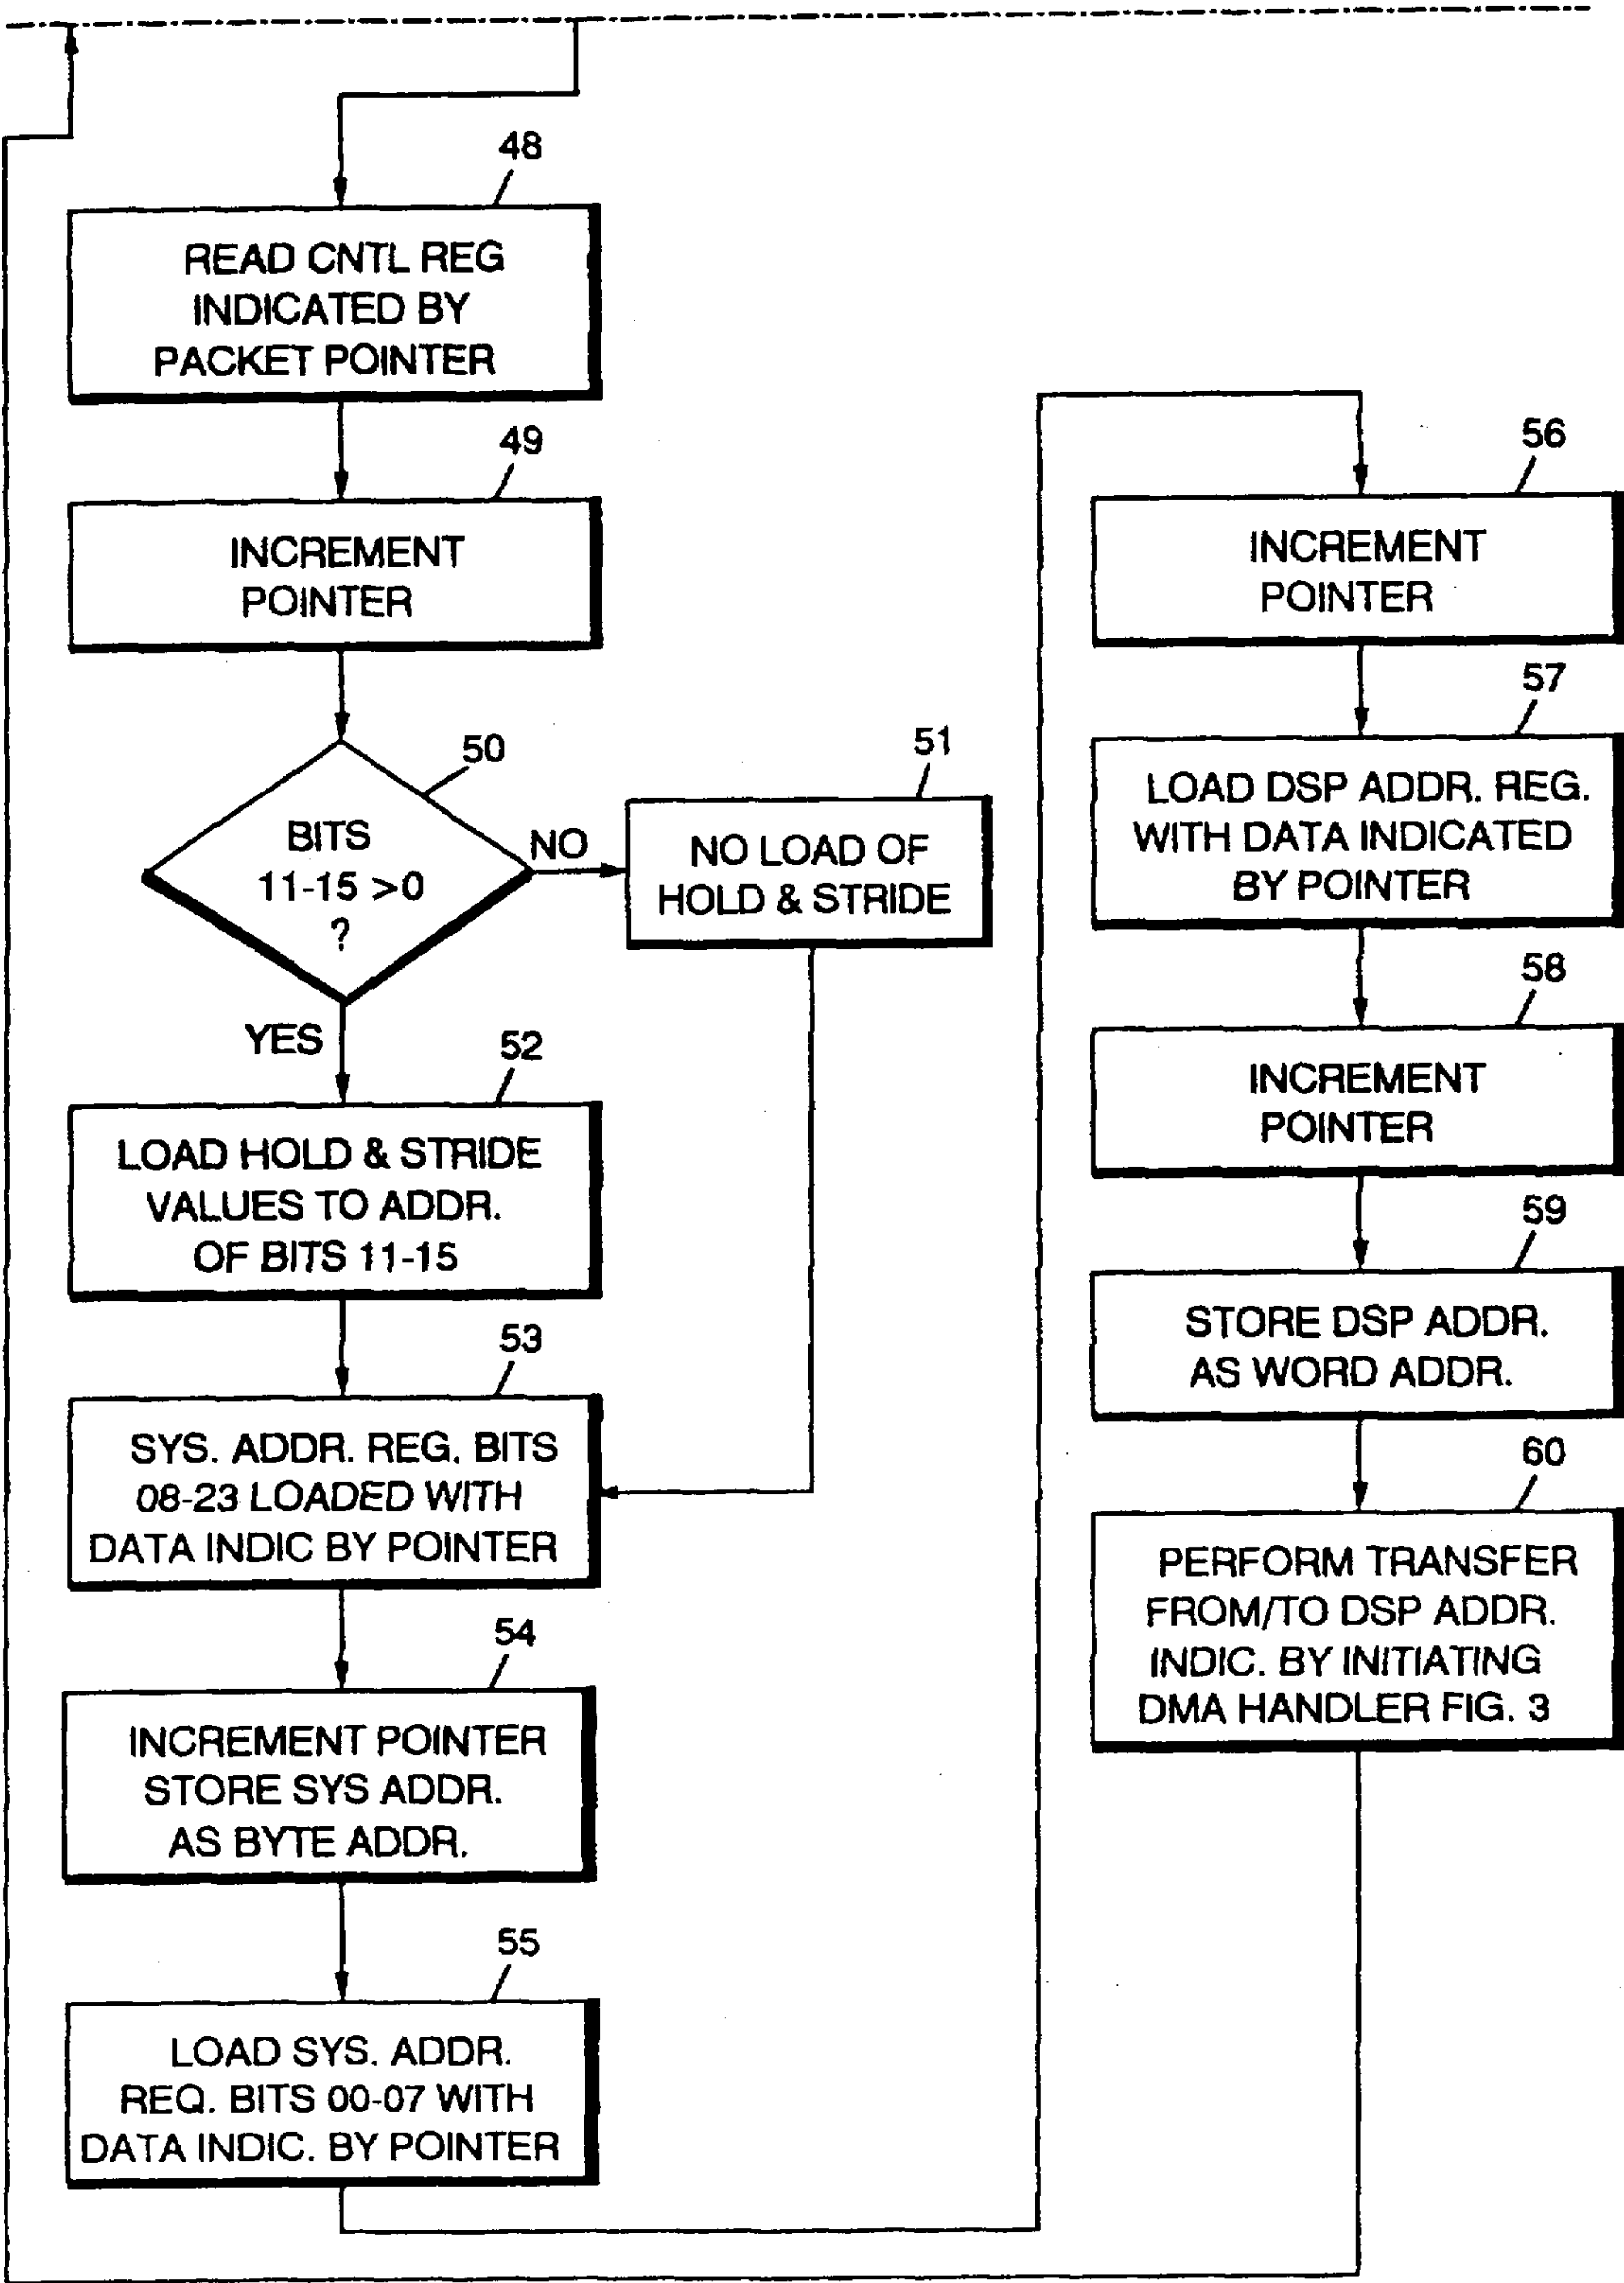 48
READ CNTL REG
INDICATED BY
PACKET POINTER
49
INCREMENT
POINTER
50
BITS
11-15 >0
?
NO
YES
51
NO LOAD OF
HOLD & STRIDE
52
LOAD HOLD & STRIDE
VALUES TO ADDR.
OF BITS 11-15
53
SYS. ADDR. REG. BITS
08-23 LOADED WITH
DATA INDIC BY POINTER
54
INCREMENT POINTER
STORE SYS ADDR.
AS BYTE ADDR.
55
LOAD SYS. ADDR.
REQ. BITS 00-07 WITH
DATA INDIC. BY POINTER
56
INCREMENT
POINTER
57
LOAD DSP ADDR. REG.
WITH DATA INDICATED
BY POINTER
58
INCREMENT
POINTER
59
STORE DSP ADDR.
AS WORD ADDR.
60
PERFORM TRANSFER
FROM/TO DSP ADDR.
INDIC. BY INITIATING
DMA HANDLER FIG. 3